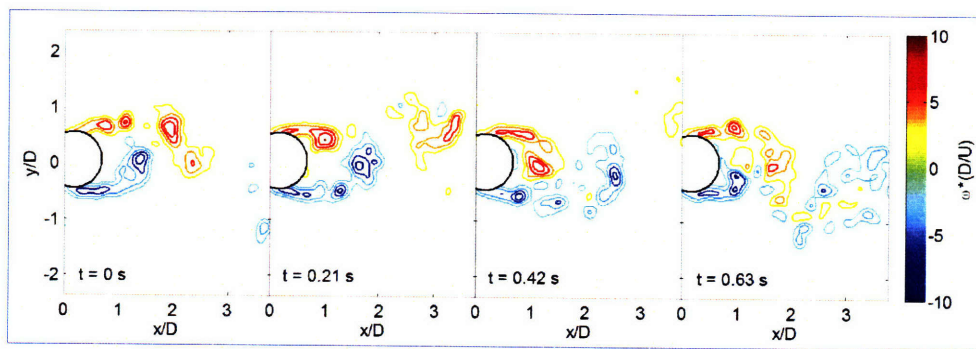 2
1
0
-1
-2
y/D
t = 0 s
t = 0.21 s
t = 0.42 s
t = 0.63 s
0 1 2 3
0 1 2 3
0 1 2 3
0 1 2 3
x/D
x/D
x/D
x/D
10
5
0
-5
-10
ω*(D/U)